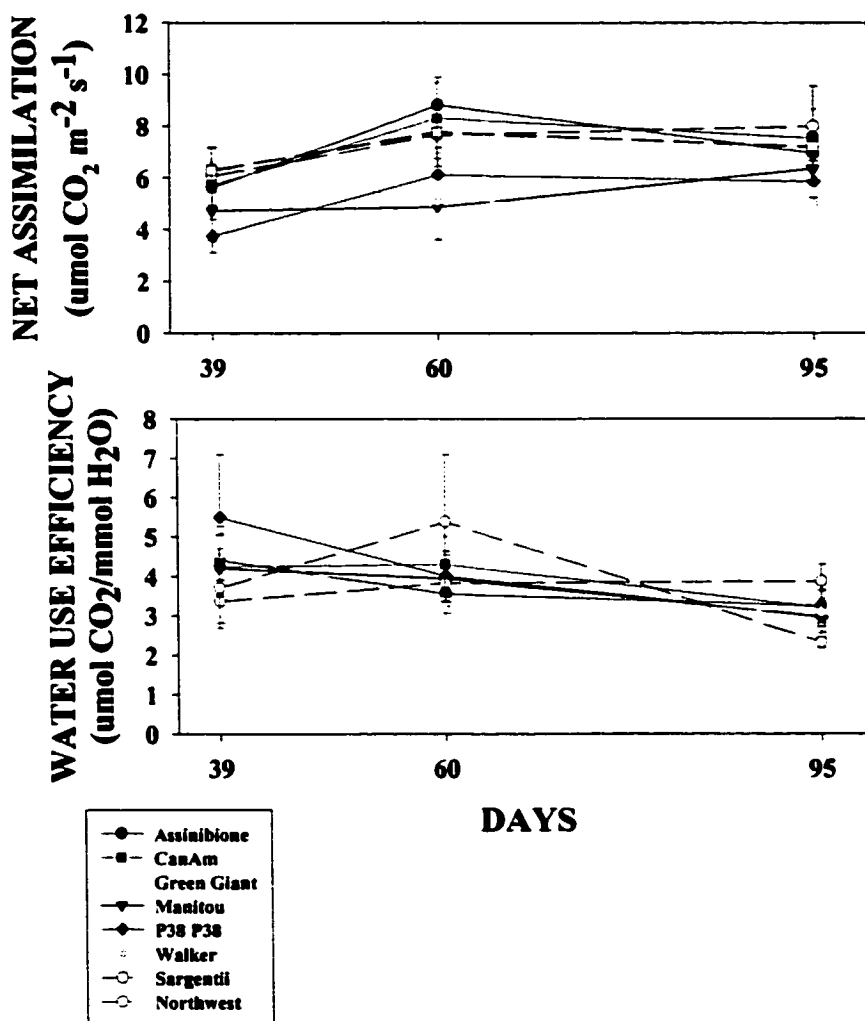 NET ASSIMILATION
(umol CO₂ m⁻² s⁻¹)
12
10
8
6
4
2
0
39
60
95
WATER USE EFFICIENCY
(umol CO₂/mmol H₂O)
8
7
6
5
4
3
2
1
0
39
60
95
DAYS
Assinibione
CanAm
Green Giant
Manitou
P38 P38
Walker
Sargentii
Northwest